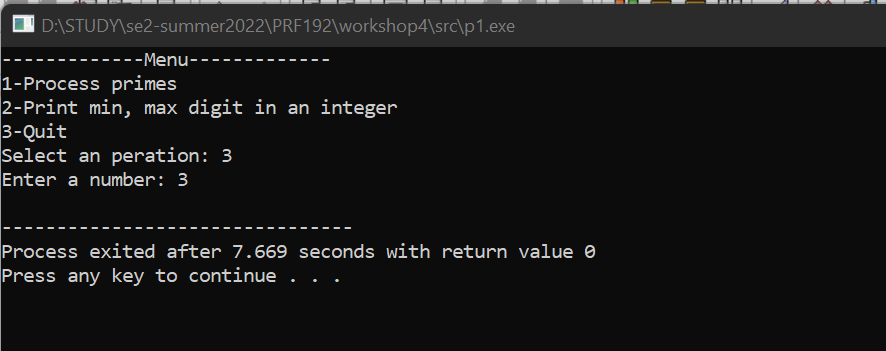 D:\STUDY\se2-summer2022\PRF192\workshop4\src\p1.exe
-------------Menu-------------
1-Process primes
2-Print min, max digit in an integer
3-Quit
Select an peration: 3
Enter a number: 3
--------------------------------
Process exited after 7.669 seconds with return value 0
Press any key to continue . . .